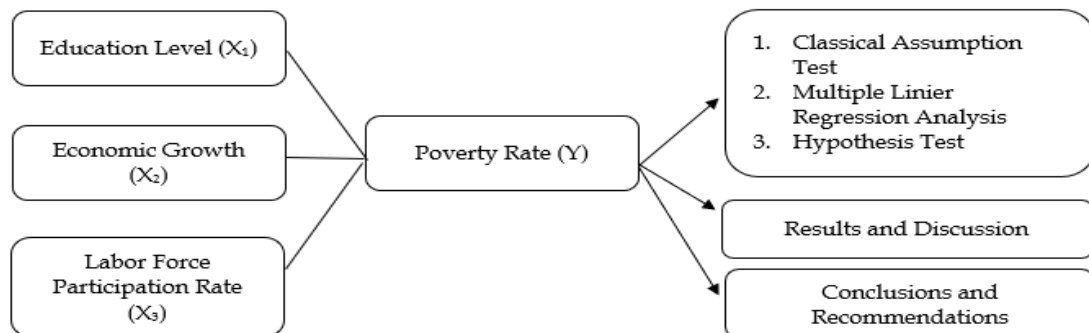 Education Level (X₁)
Economic Growth
(X₂)
Labor Force
Participation Rate
(X₃)
Poverty Rate (Y)
1. Classical Assumption
Test
2. Multiple Linier
Regression Analysis
3. Hypothesis Test
Results and Discussion
Conclusions and
Recommendations